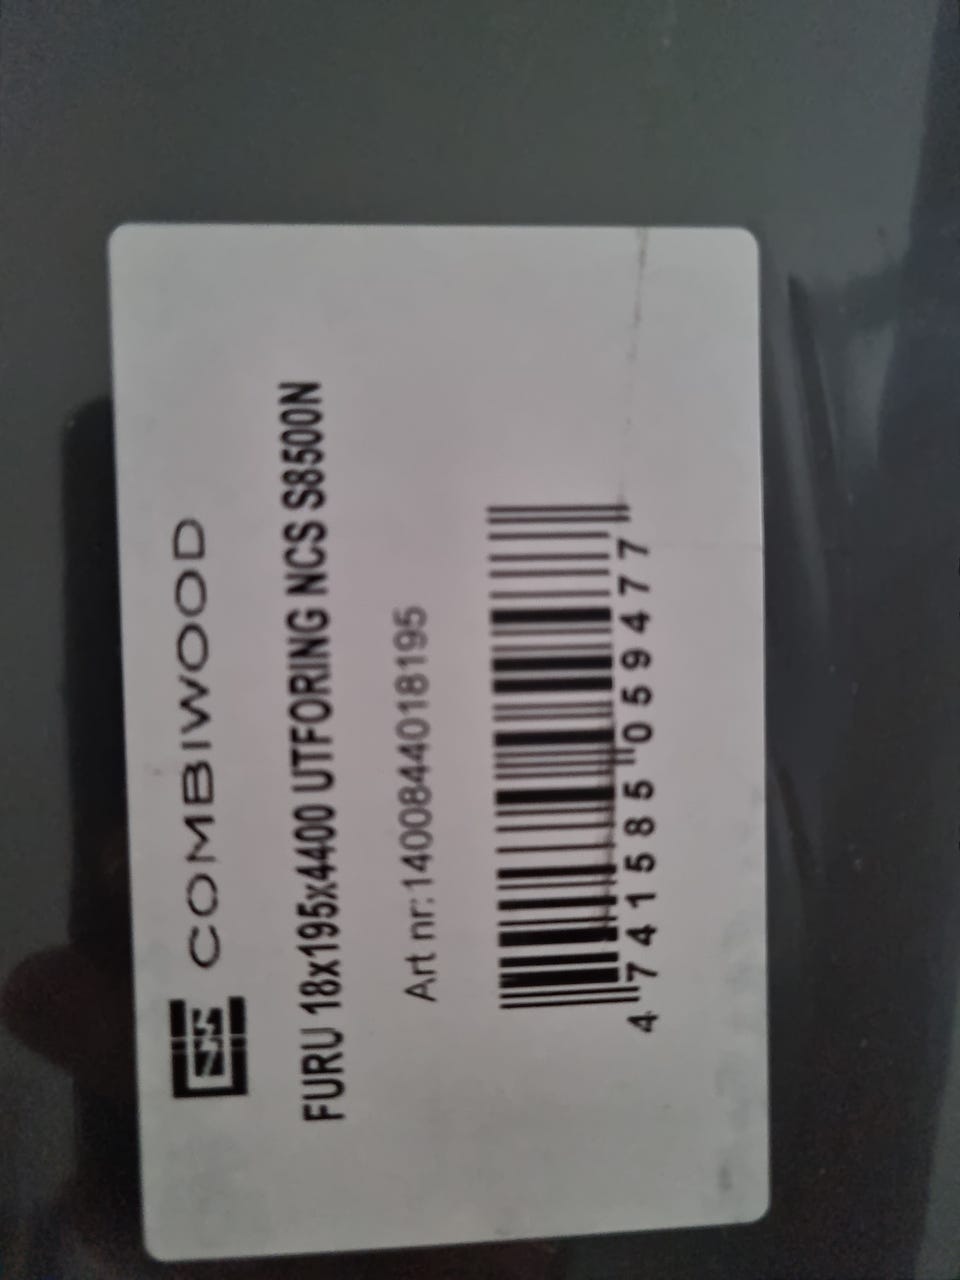 COMBIWOOD
FURU 18x195x4400 UTFORING NCS S8500N
Art nr:1400844018195
4 741585 059477